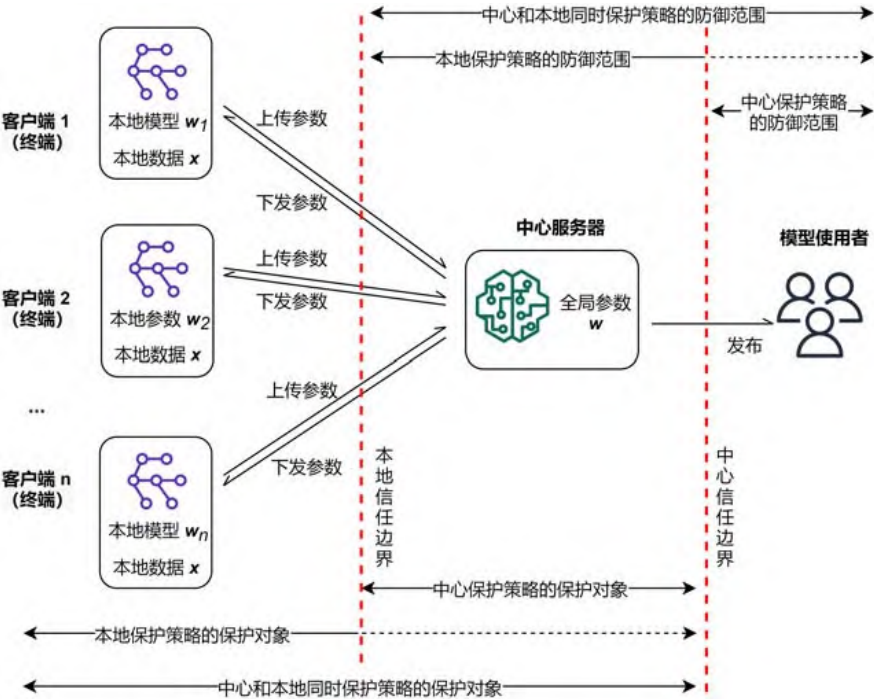 中心和本地同时保护策略的防御范围
本地保护策略的防御范围
中心保护策略
的防御范围
客户端 1
(终端)
本地模型 w1
本地数据 x
上传参数
下发参数
客户端 2
(终端)
本地参数 w2
本地数据 x
上传参数
下发参数
中心服务器
全局参数
w
模型使用者
发布
...
客户端 n
(终端)
本地模型 wn
本地数据 x
上传参数
下发参数
本地信任边界
中心信任边界
中心保护策略的保护对象
本地保护策略的保护对象
中心和本地同时保护策略的保护对象